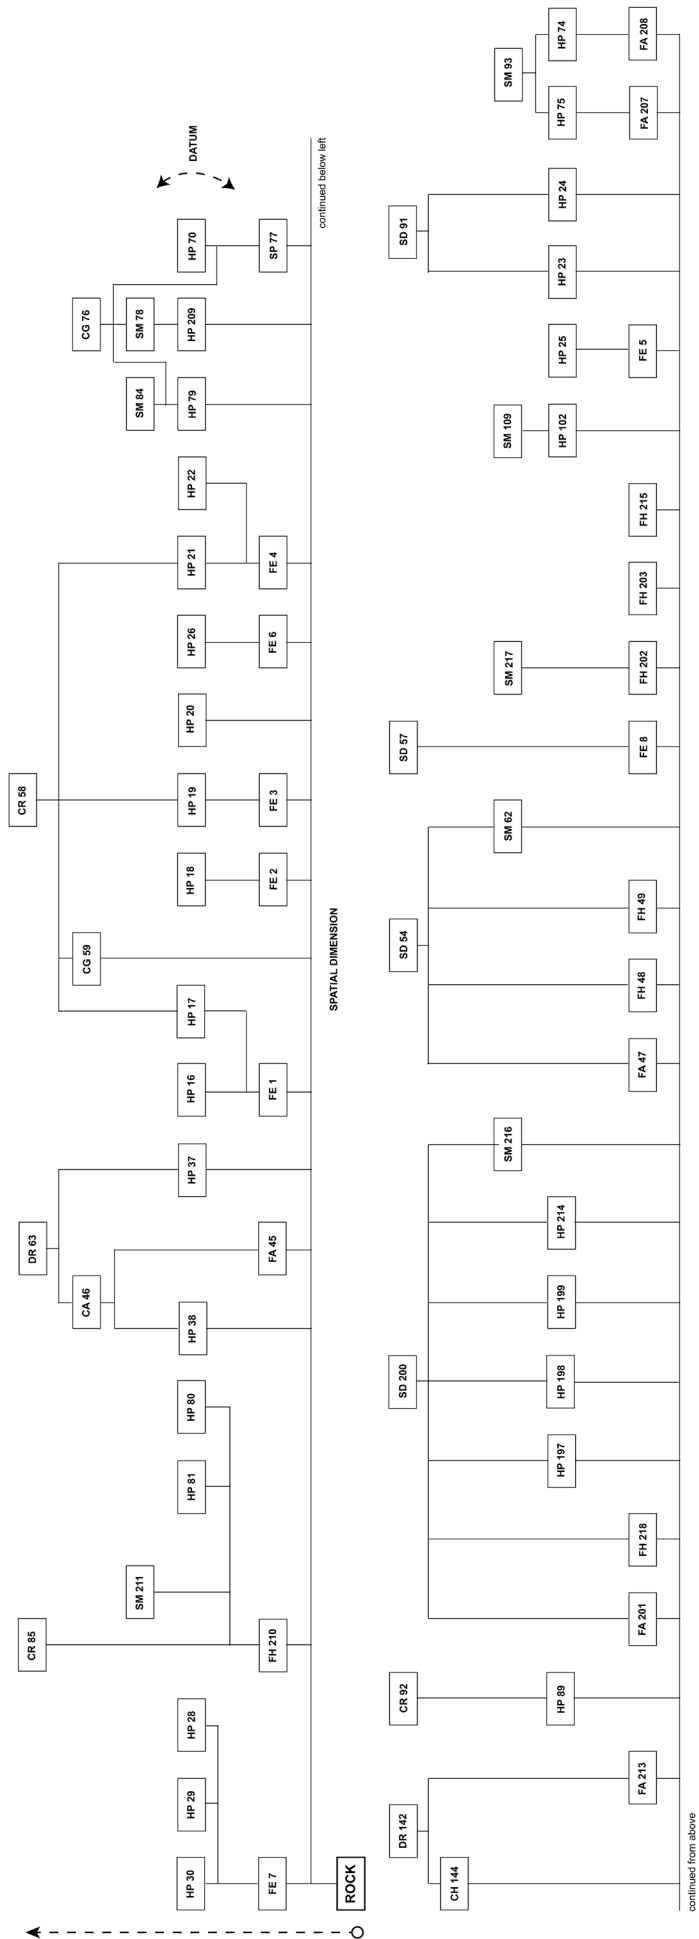 CR 85
DR 63
CR 58
CA 46
CG 59
CG 76
SM 211
SM 84
SM 78
HP 30
HP 29
HP 28
HP 81
HP 80
HP 38
HP 37
HP 16
HP 17
HP 18
HP 19
HP 20
HP 26
HP 21
HP 22
HP 79
HP 209
HP 70
DATUM
FE 7
FH 210
FA 45
FE 1
FE 2
FE 3
FE 6
FE 4
SP 77
continued below left
SPATIAL DIMENSION
ROCK
DR 142
CR 92
SD 200
SD 54
SD 57
SD 91
CH 144
SM 216
SM 62
SM 217
SM 109
SM 93
HP 89
HP 197
HP 198
HP 199
HP 214
HP 102
HP 25
HP 23
HP 24
HP 75
HP 74
FA 213
FA 201
FH 218
FA 47
FH 48
FH 49
FE 8
FH 202
FH 203
FH 215
FE 5
FA 207
FA 208
continued from above